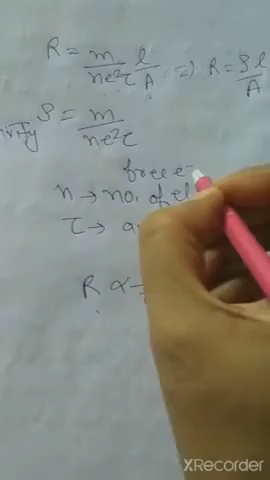 R = m/ne²τ l/A => R = ρl/A
ρ = m/ne²τ
free e⁻
n → no. of el
τ →
R ∝
XRecorder